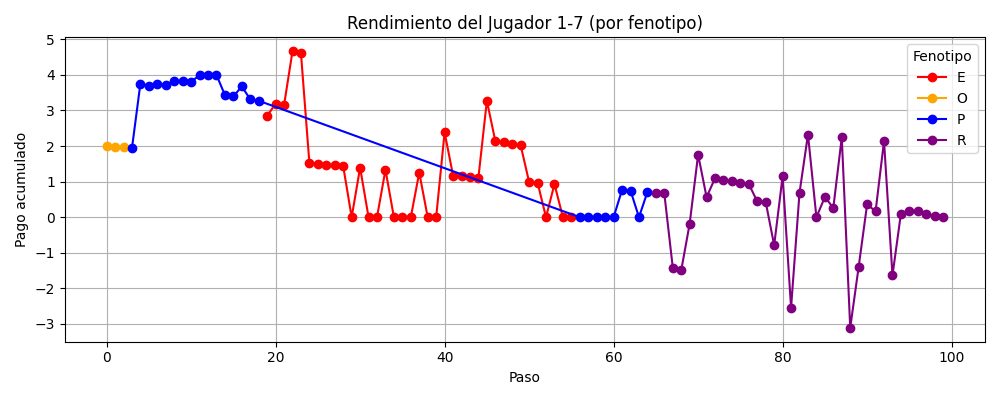 Rendimiento del Jugador 1-7 (por fenotipo)
Pago acumulado
5
4
3
2
1
0
−1
−2
−3
Fenotipo
E
O
P
R
0
20
40
60
80
100
Paso